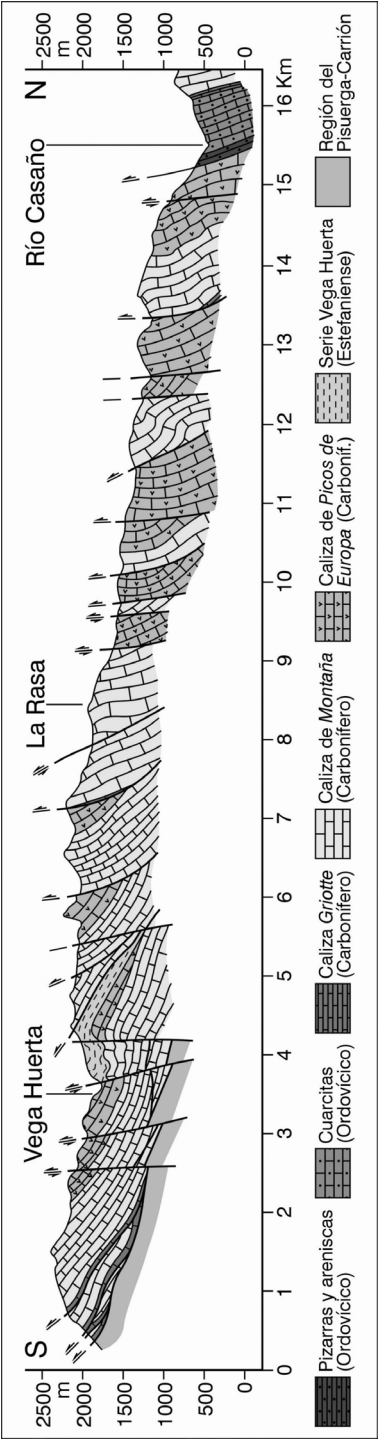 S
N
Vega Huerta
La Rasa
Río Casaño
2500
m
2000
1500
1000
500
0
2500
m
2000
1500
1000
500
0
0 1 2 3 4 5 6 7 8 9 10 11 12 13 14 15 16 Km
Pizarras y areniscas
(Ordovícico)
Cuarcitas
(Ordovícico)
Caliza Griotte
(Carbonífero)
Caliza de Montaña
(Carbonífero)
Caliza de Picos de
Europa (Carboníf.)
Serie Vega Huerta
(Estefaniense)
Región del
Pisuerga-Carrión